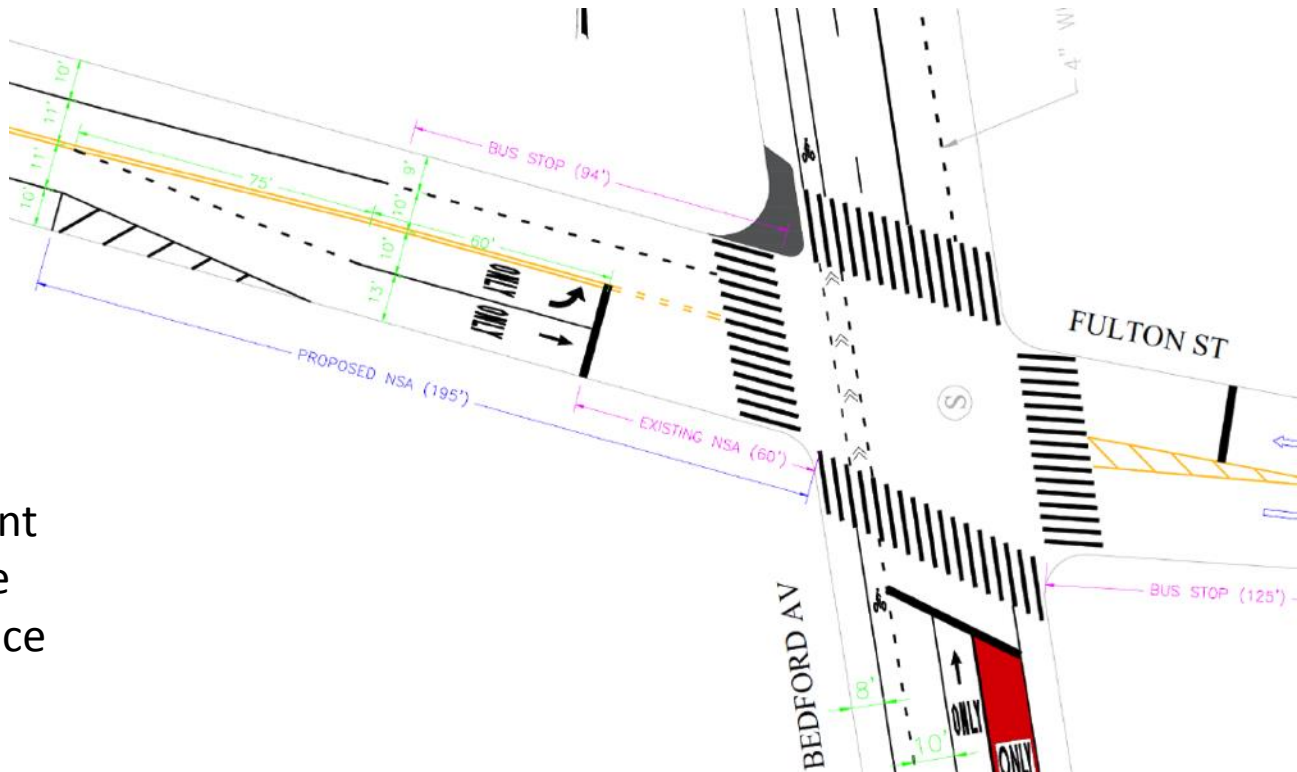 4" W
10'
11'
11'
10'
75'
BUS STOP (94')
9'
10'
10'
13'
60'
ONLY
ONLY
PROPOSED NSA (195')
EXISTING NSA (60')
FULTON ST
S
BUS STOP (125')
nt
e
ce
BEDFORD AV
8'
10'
ONLY
ONLY